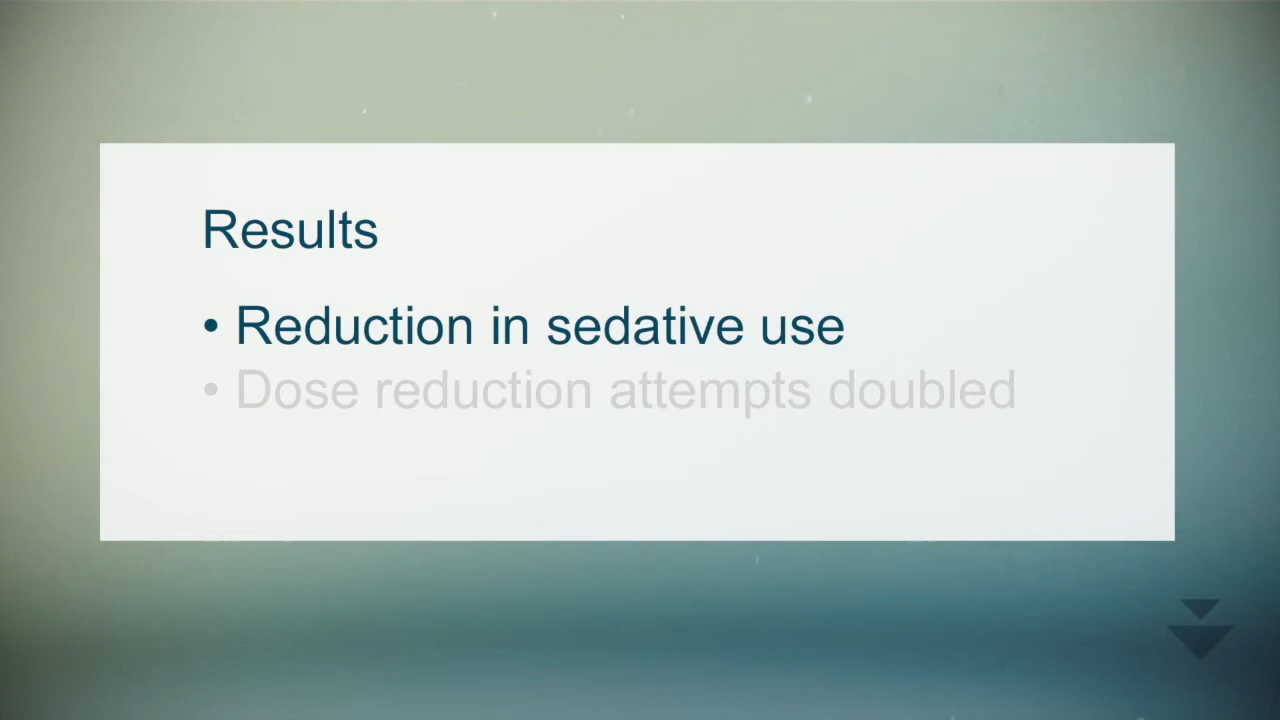 Results
• Reduction in sedative use
• Dose reduction attempts doubled